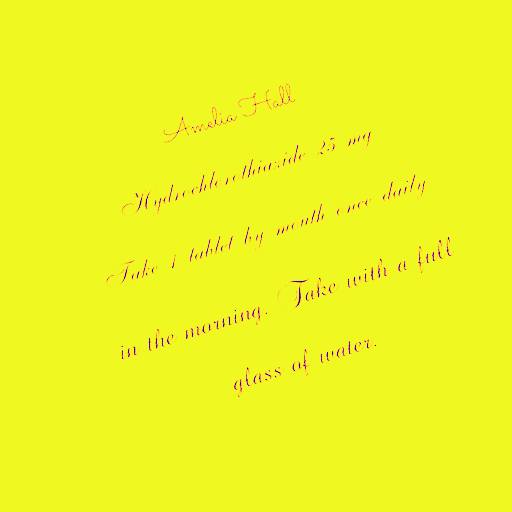 Amelia Hall
Hydrochlorothiazide 25 mg
Take 1 tablet by mouth once daily
in the morning. Take with a full
glass of water.